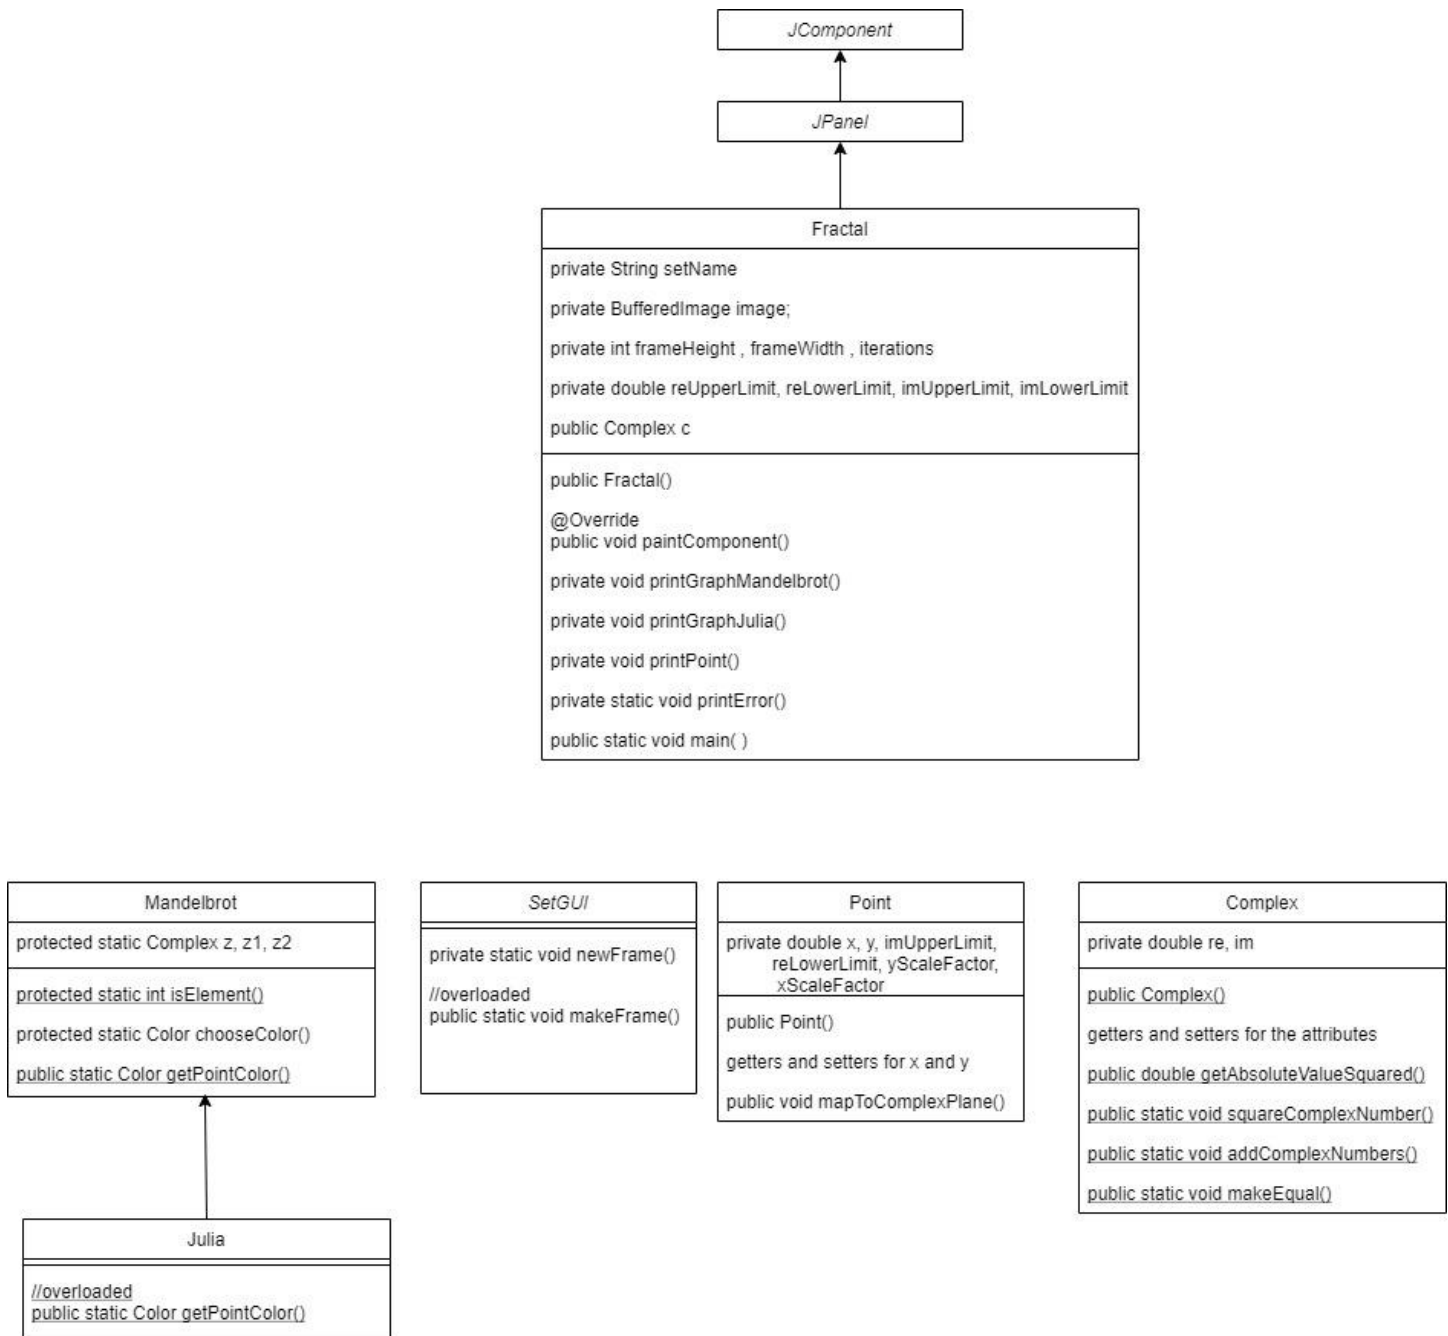 JComponent
JPanel
Fractal
private String setName
private BufferedImage image;
private int frameHeight , frameWidth , iterations
private double reUpperLimit, reLowerLimit, imUpperLimit, imLowerLimit
public Complex c
public Fractal()
@Override
public void paintComponent()
private void printGraphMandelbrot()
private void printGraphJulia()
private void printPoint()
private static void printError()
public static void main( )
Mandelbrot
protected static Complex z, z1, z2
protected static int isElement()
protected static Color chooseColor()
public static Color getPointColor()
SetGUI
private static void newFrame()
//overloaded
public static void makeFrame()
Point
private double x, y, imUpperLimit,
reLowerLimit, yScaleFactor,
xScaleFactor
public Point()
getters and setters for x and y
public void mapToComplexPlane()
Complex
private double re, im
public Complex()
getters and setters for the attributes
public double getAbsoluteValueSquared()
public static void squareComplexNumber()
public static void addComplexNumbers()
public static void makeEqual()
Julia
//overloaded
public static Color getPointColor()